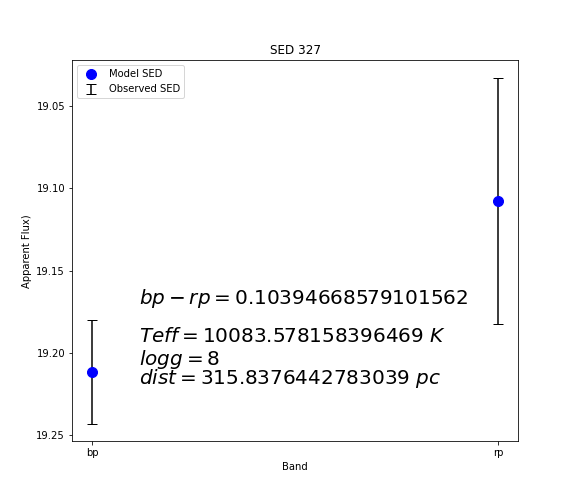 SED 327
Model SED
Observed SED
19.05
19.10
19.15
19.20
19.25
Apparent Flux)
bp − rp = 0.10394668579101562
Teff = 10083.578158396469 K
logg = 8
dist = 315.8376442783039 pc
bp
rp
Band